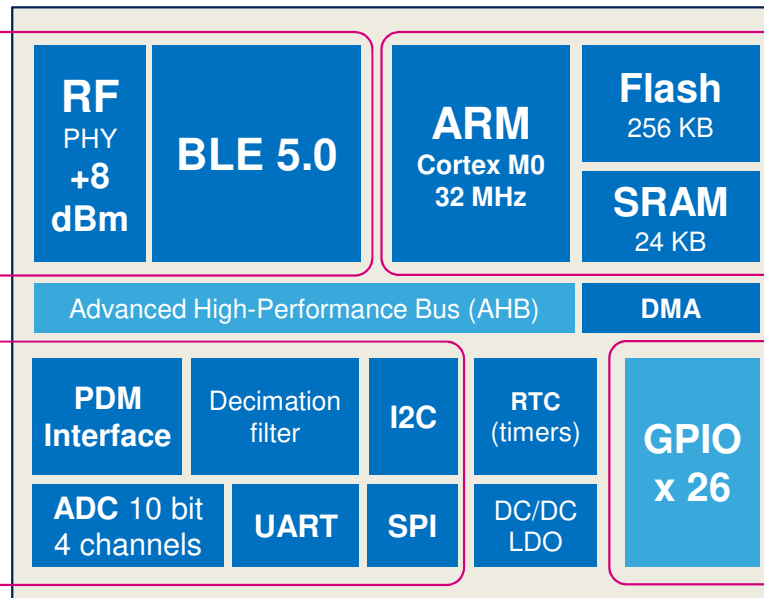 RF
PHY
+8
dBm
BLE 5.0
ARM
Cortex M0
32 MHz
Flash
256 KB
SRAM
24 KB
Advanced High-Performance Bus (AHB)
DMA
PDM
Interface
Decimation
filter
I2C
RTC
(timers)
GPIO
x 26
ADC 10 bit
4 channels
UART
SPI
DC/DC
LDO